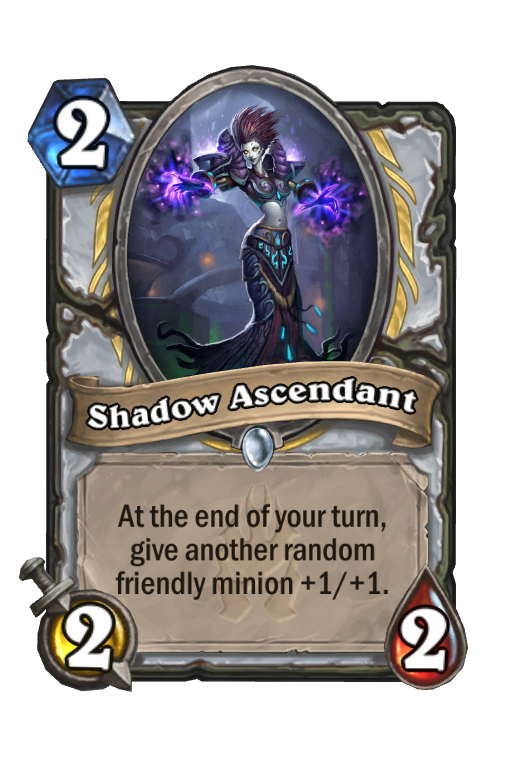 2
Shadow Ascendant
At the end of your turn,
give another random
friendly minion +1/+1.
2
2